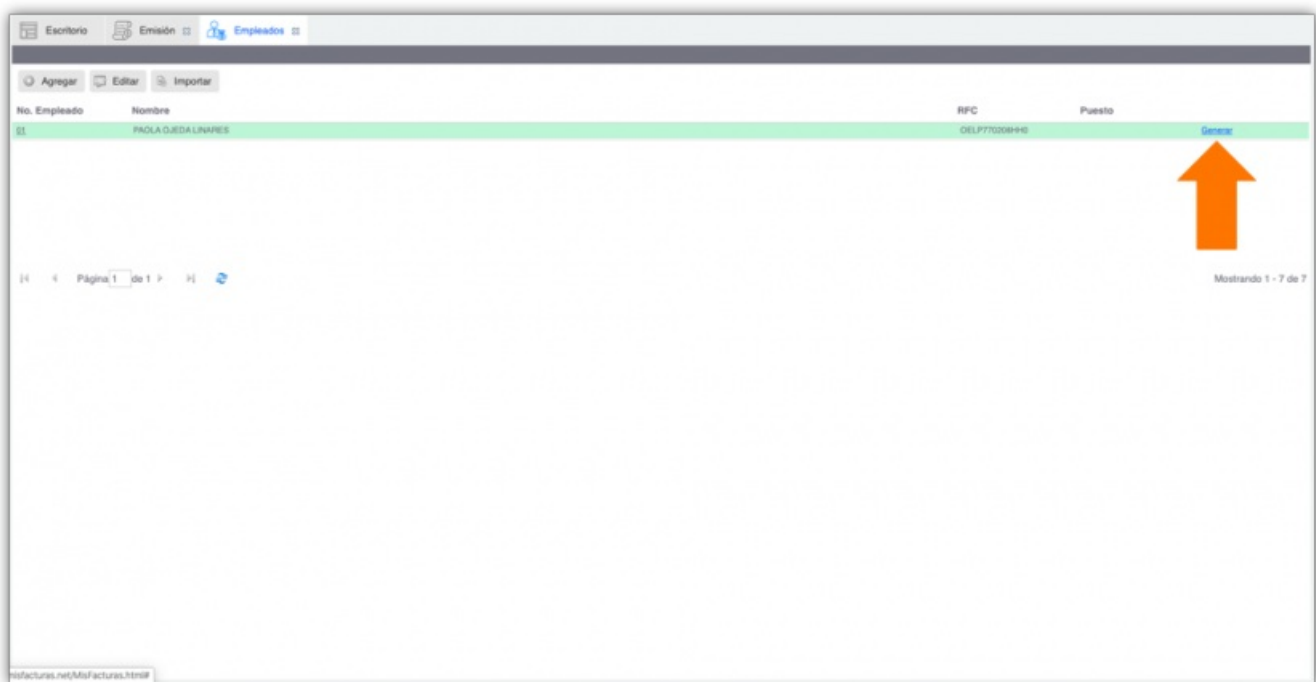 Escritorio Emisión Empleados
Agregar Editar Importar
No. Empleado Nombre RFC Puesto
01 PAOLA OJEDA LINARES OELP770208HH0 Generar
Página 1 de 1 Mostrando 1 - 7 de 7
misfacturas.net/MisFacturas.html#